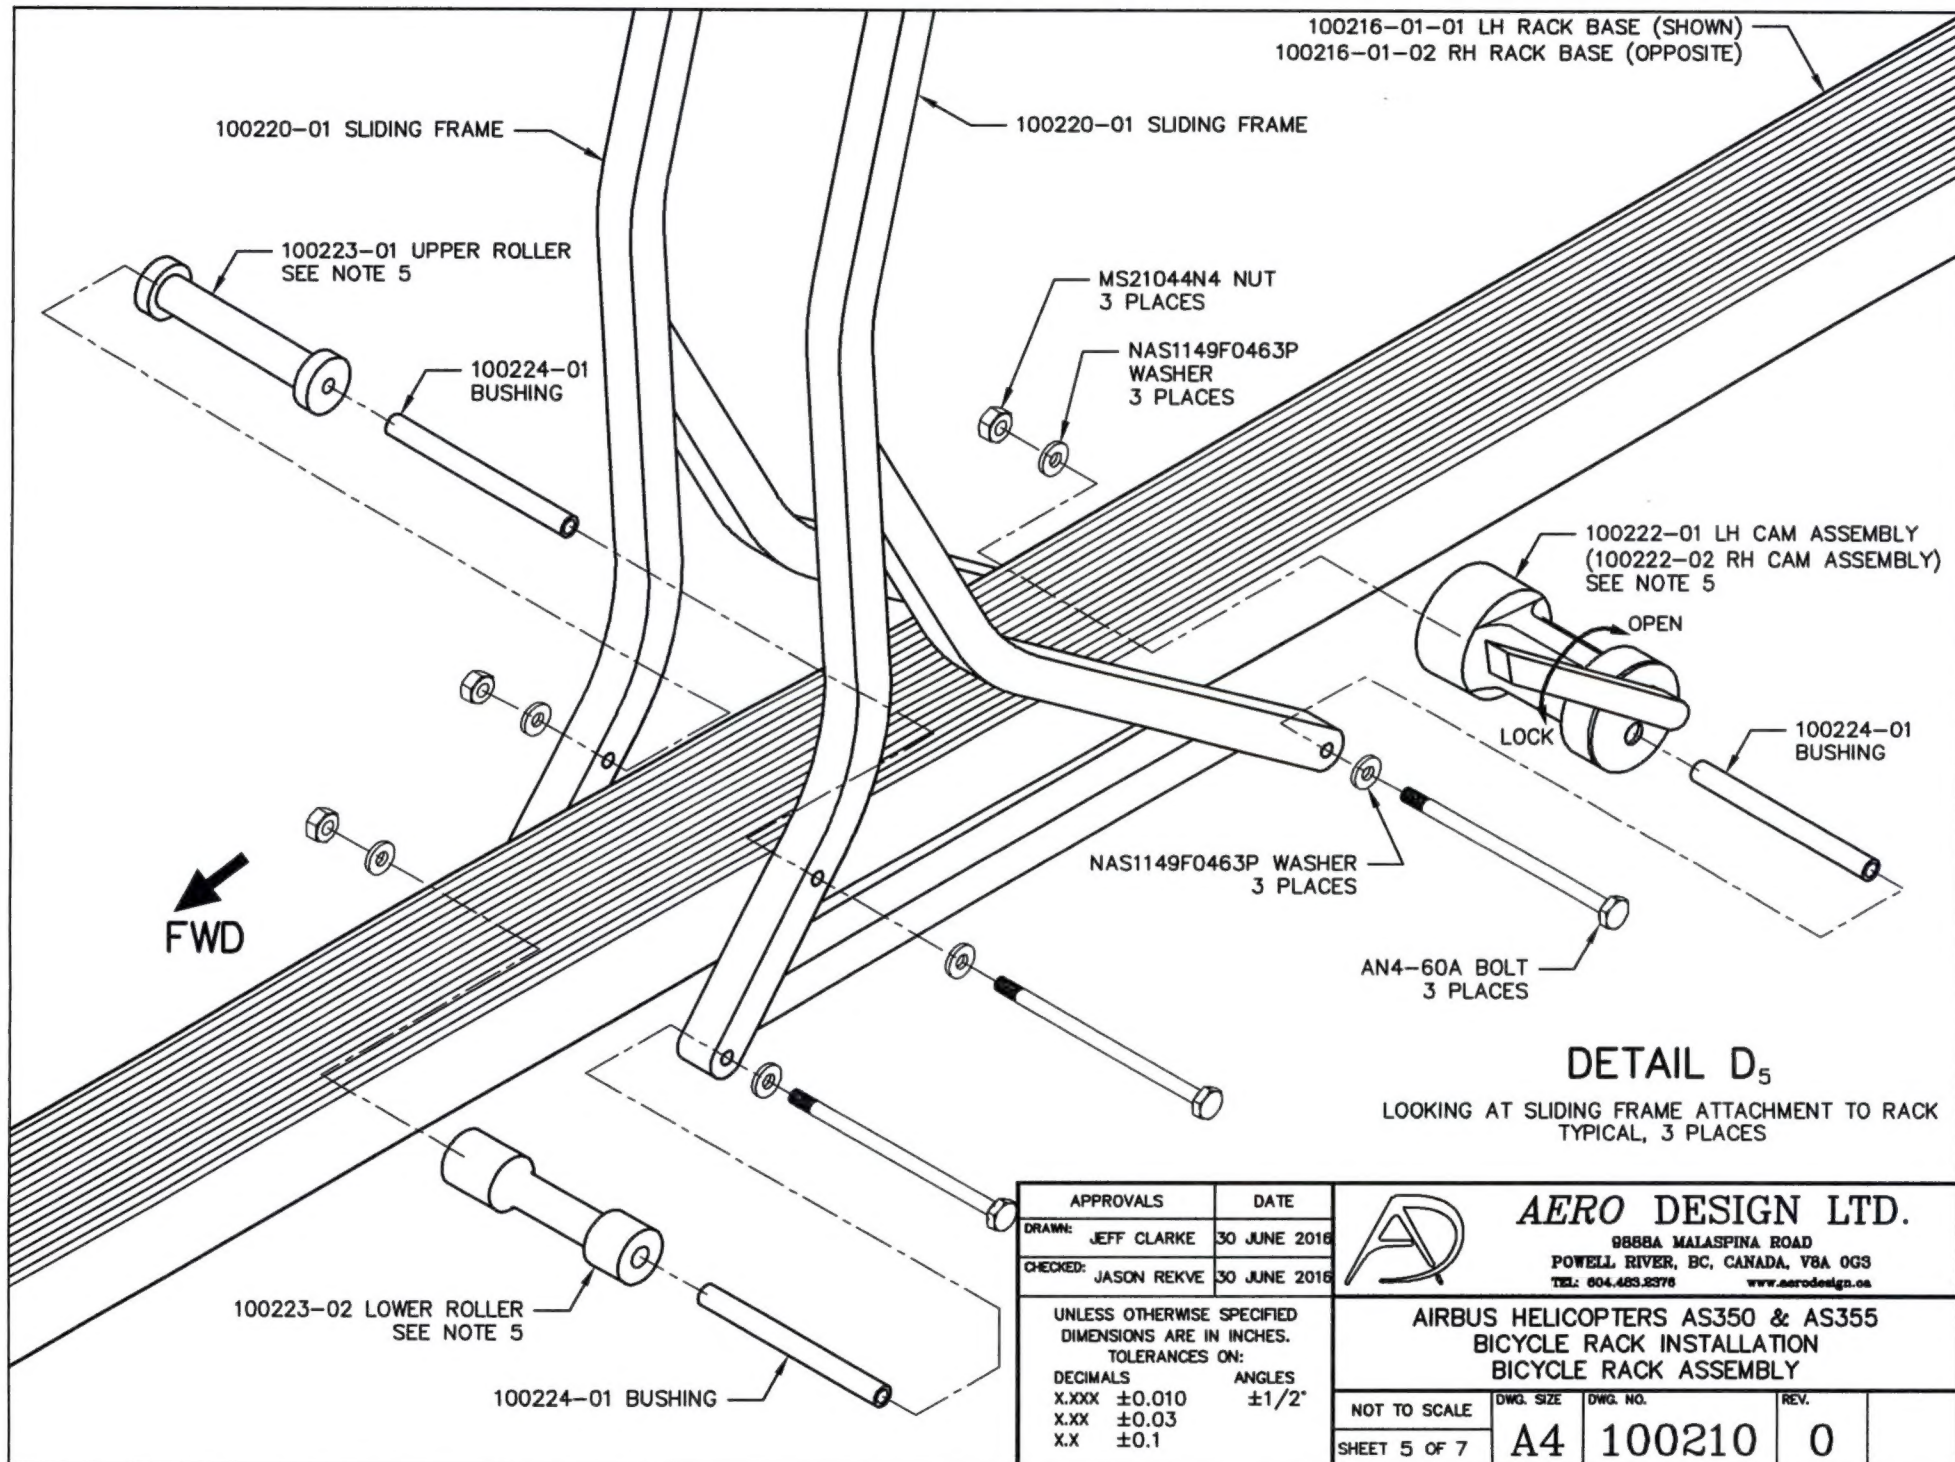 100216-01-01 LH RACK BASE (SHOWN)
100216-01-02 RH RACK BASE (OPPOSITE)
100220-01 SLIDING FRAME
100220-01 SLIDING FRAME
100223-01 UPPER ROLLER
SEE NOTE 5
MS21044N4 NUT
3 PLACES
NAS1149F0463P
WASHER
3 PLACES
100224-01
BUSHING
100222-01 LH CAM ASSEMBLY
(100222-02 RH CAM ASSEMBLY)
SEE NOTE 5
OPEN
LOCK
100224-01
BUSHING
NAS1149F0463P WASHER
3 PLACES
FWD
AN4-60A BOLT
3 PLACES
DETAIL D5
LOOKING AT SLIDING FRAME ATTACHMENT TO RACK
TYPICAL, 3 PLACES
100223-02 LOWER ROLLER
SEE NOTE 5
100224-01 BUSHING
APPROVALS DATE
DRAWN: JEFF CLARKE 30 JUNE 2016
CHECKED: JASON REKVE 30 JUNE 2016
UNLESS OTHERWISE SPECIFIED
DIMENSIONS ARE IN INCHES.
TOLERANCES ON:
DECIMALS ANGLES
X.XXX ±0.010 ±1/2°
X.XX ±0.03
X.X ±0.1
AERO DESIGN LTD.
9888A MALASPINA ROAD
POWELL RIVER, BC, CANADA, V8A 0G3
TEL: 604.483.2376 www.aerodesign.ca
AIRBUS HELICOPTERS AS350 & AS355
BICYCLE RACK INSTALLATION
BICYCLE RACK ASSEMBLY
NOT TO SCALE
SHEET 5 OF 7
DWG. SIZE
A4
DWG. NO.
100210
REV.
0